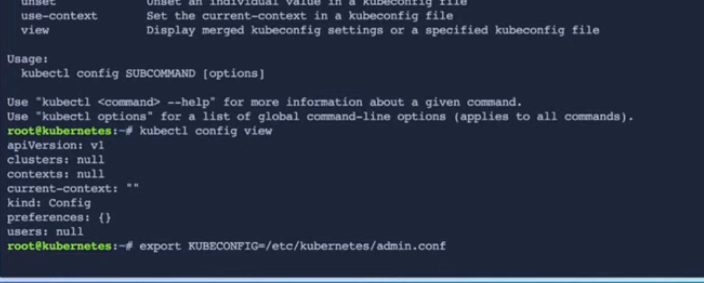 unset Unset an individual value in a kubeconfig file
use-context Set the current-context in a kubeconfig file
view Display merged kubeconfig settings or a specified kubeconfig file
Usage:
kubectl config SUBCOMMAND [options]
Use "kubectl <command> --help" for more information about a given command.
Use "kubectl options" for a list of global command-line options (applies to all commands).
root@kubernetes:~# kubectl config view
apiVersion: v1
clusters: null
contexts: null
current-context: ""
kind: Config
preferences: {}
users: null
root@kubernetes:~# export KUBECONFIG=/etc/kubernetes/admin.conf